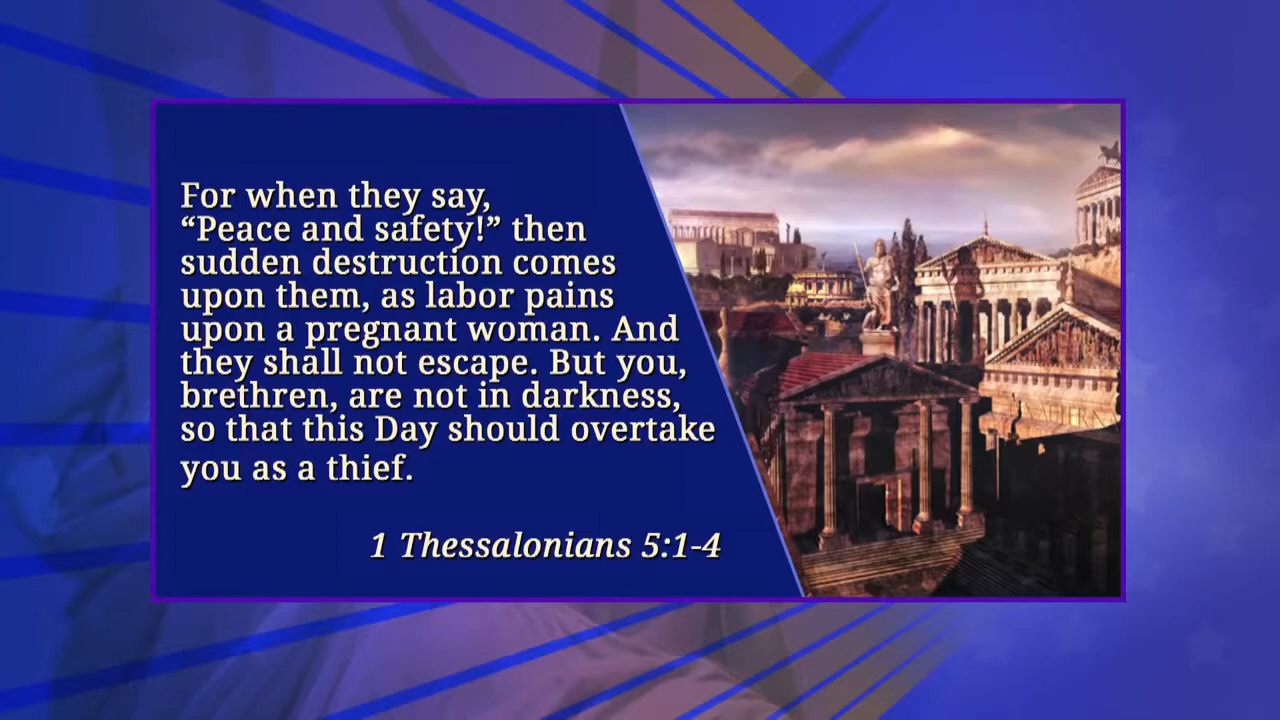 For when they say,
“Peace and safety!” then
sudden destruction comes
upon them, as labor pains
upon a pregnant woman. And
they shall not escape. But you,
brethren, are not in darkness,
so that this Day should overtake
you as a thief.
1 Thessalonians 5:1-4